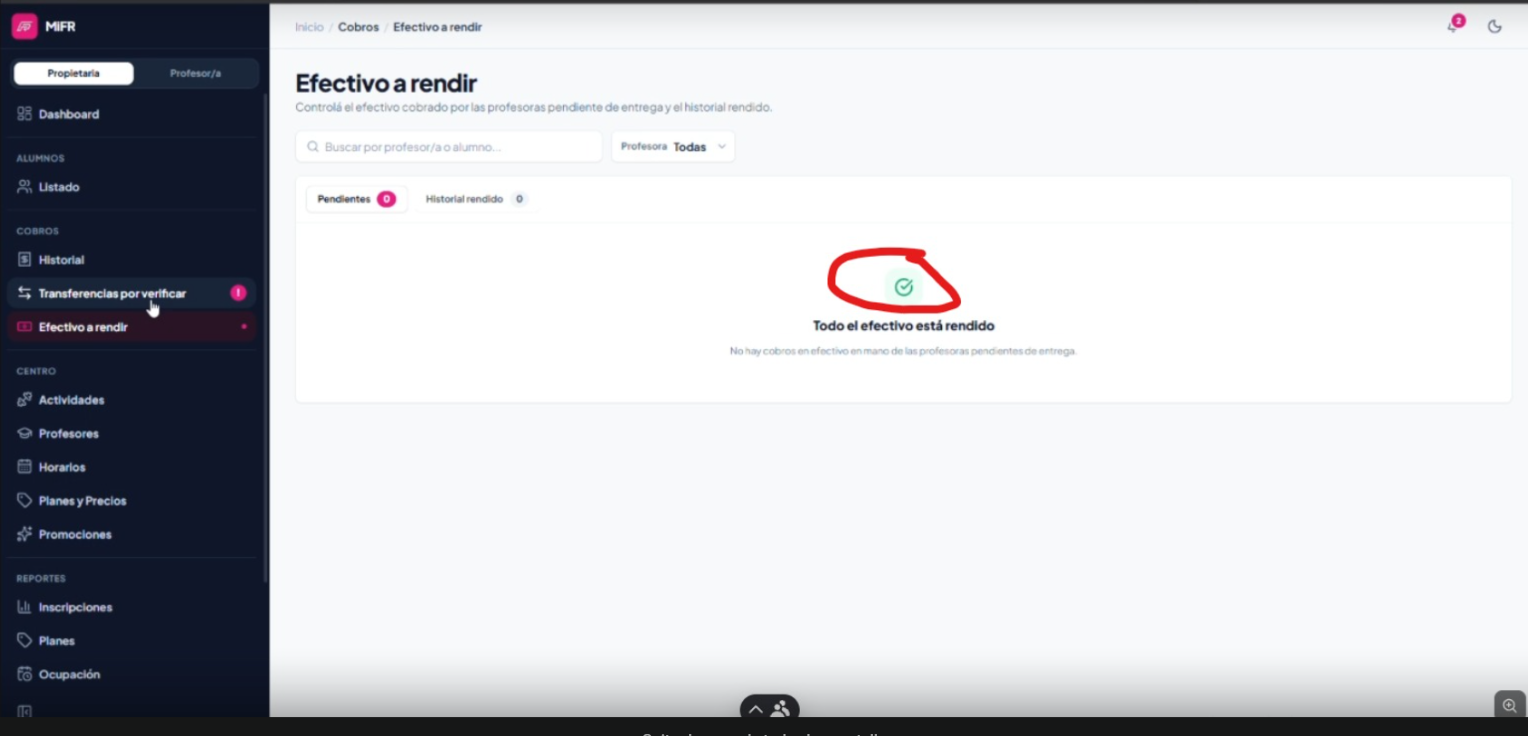 MiFR
Inicio / Cobros / Efectivo a rendir
2
Propietaria
Profesor/a
Dashboard
ALUMNOS
Listado
COBROS
Historial
Transferencias por verificar
Efectivo a rendir
CENTRO
Actividades
Profesores
Horarios
Planes y Precios
Promociones
REPORTES
Inscripciones
Planes
Ocupación
Efectivo a rendir
Controlá el efectivo cobrado por las profesoras pendiente de entrega y el historial rendido.
Buscar por profesor/a o alumno...
Profesora Todas
Pendientes 0
Historial rendido 0
Todo el efectivo está rendido
No hay cobros en efectivo en mano de las profesoras pendientes de entrega.